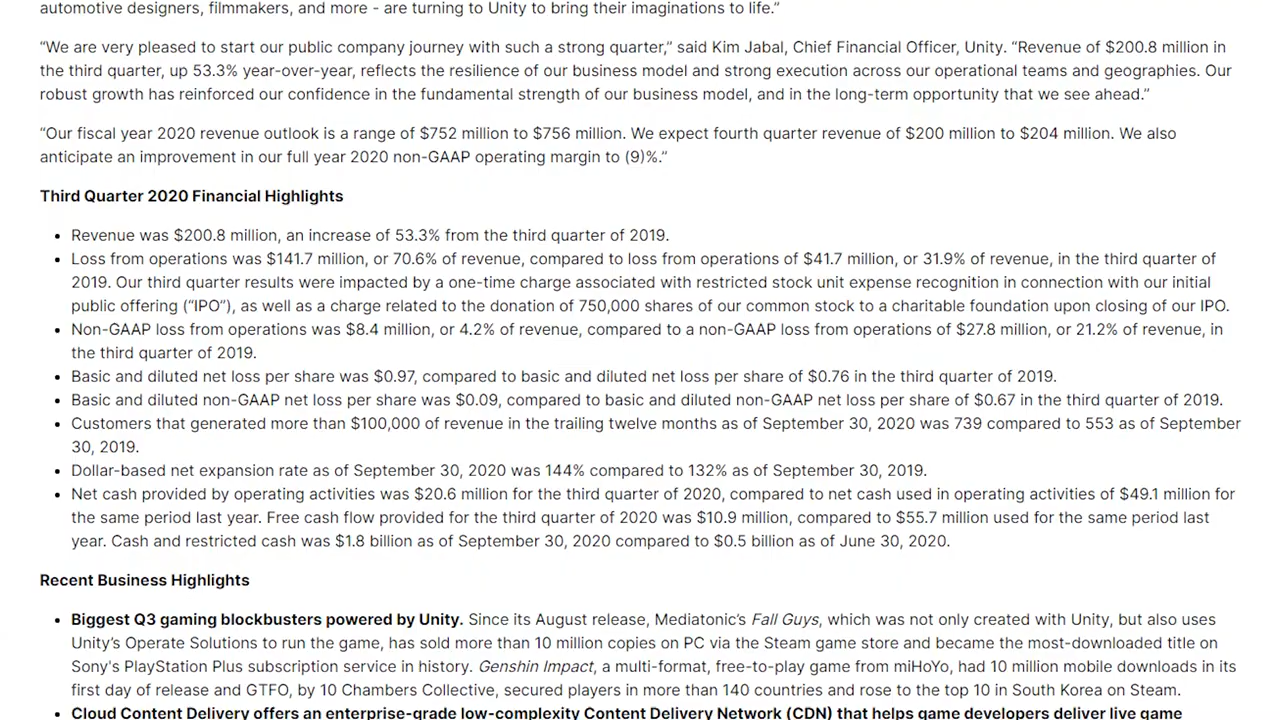 automotive designers, filmmakers, and more - are turning to Unity to bring their imaginations to life.”
“We are very pleased to start our public company journey with such a strong quarter,” said Kim Jabal, Chief Financial Officer, Unity. “Revenue of $200.8 million in
the third quarter, up 53.3% year-over-year, reflects the resilience of our business model and strong execution across our operational teams and geographies. Our
robust growth has reinforced our confidence in the fundamental strength of our business model, and in the long-term opportunity that we see ahead.”
“Our fiscal year 2020 revenue outlook is a range of $752 million to $756 million. We expect fourth quarter revenue of $200 million to $204 million. We also
anticipate an improvement in our full year 2020 non-GAAP operating margin to (9)%.”
Third Quarter 2020 Financial Highlights
• Revenue was $200.8 million, an increase of 53.3% from the third quarter of 2019.
• Loss from operations was $141.7 million, or 70.6% of revenue, compared to loss from operations of $41.7 million, or 31.9% of revenue, in the third quarter of
2019. Our third quarter results were impacted by a one-time charge associated with restricted stock unit expense recognition in connection with our initial
public offering (“IPO”), as well as a charge related to the donation of 750,000 shares of our common stock to a charitable foundation upon closing of our IPO.
• Non-GAAP loss from operations was $8.4 million, or 4.2% of revenue, compared to a non-GAAP loss from operations of $27.8 million, or 21.2% of revenue, in
the third quarter of 2019.
• Basic and diluted net loss per share was $0.97, compared to basic and diluted net loss per share of $0.76 in the third quarter of 2019.
• Basic and diluted non-GAAP net loss per share was $0.09, compared to basic and diluted non-GAAP net loss per share of $0.67 in the third quarter of 2019.
• Customers that generated more than $100,000 of revenue in the trailing twelve months as of September 30, 2020 was 739 compared to 553 as of September
30, 2019.
• Dollar-based net expansion rate as of September 30, 2020 was 144% compared to 132% as of September 30, 2019.
• Net cash provided by operating activities was $20.6 million for the third quarter of 2020, compared to net cash used in operating activities of $49.1 million for
the same period last year. Free cash flow provided for the third quarter of 2020 was $10.9 million, compared to $55.7 million used for the same period last
year. Cash and restricted cash was $1.8 billion as of September 30, 2020 compared to $0.5 billion as of June 30, 2020.
Recent Business Highlights
• Biggest Q3 gaming blockbusters powered by Unity. Since its August release, Mediatonic’s Fall Guys, which was not only created with Unity, but also uses
Unity’s Operate Solutions to run the game, has sold more than 10 million copies on PC via the Steam game store and became the most-downloaded title on
Sony's PlayStation Plus subscription service in history. Genshin Impact, a multi-format, free-to-play game from miHoYo, had 10 million mobile downloads in its
first day of release and GTFO, by 10 Chambers Collective, secured players in more than 140 countries and rose to the top 10 in South Korea on Steam.
• Cloud Content Delivery offers an enterprise-grade low-complexity Content Delivery Network (CDN) that helps game developers deliver live game